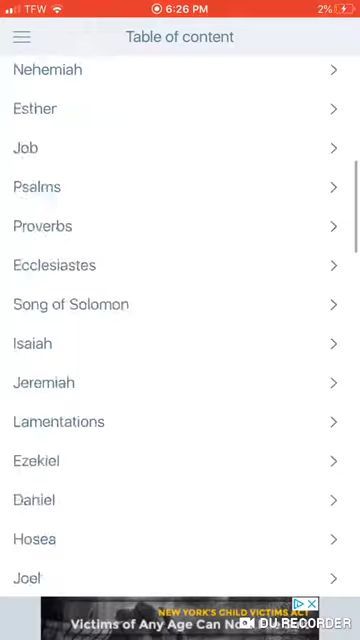 TFW 6:26 PM 2%
Table of content
Nehemiah
Esther
Job
Psalms
Proverbs
Ecclesiastes
Song of Solomon
Isaiah
Jeremiah
Lamentations
Ezekiel
Daniel
Hosea
Joel
NEW YORK'S CHILD VICTIMS ACT
Victims of Any Age Can
DU RECORDER